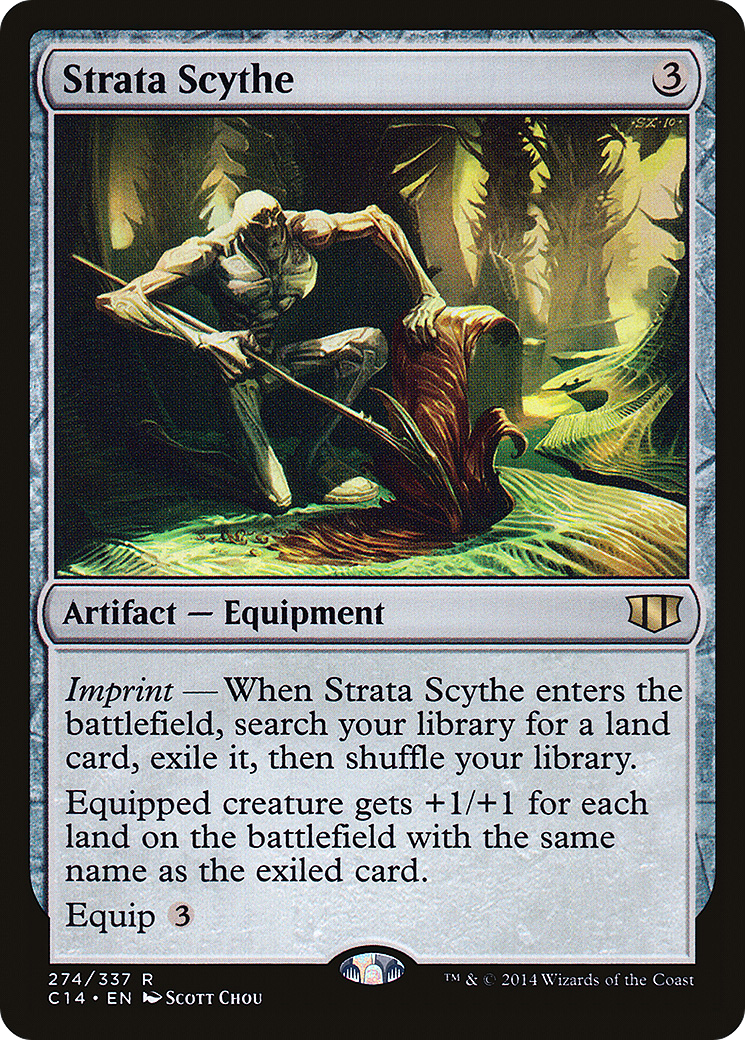 Strata Scythe 3
·SZ·10·
Artifact — Equipment
Imprint — When Strata Scythe enters the
battlefield, search your library for a land
card, exile it, then shuffle your library.
Equipped creature gets +1/+1 for each
land on the battlefield with the same
name as the exiled card.
Equip 3
274/337 R
™ & © 2014 Wizards of the Coast
C14 • EN Scott Chou